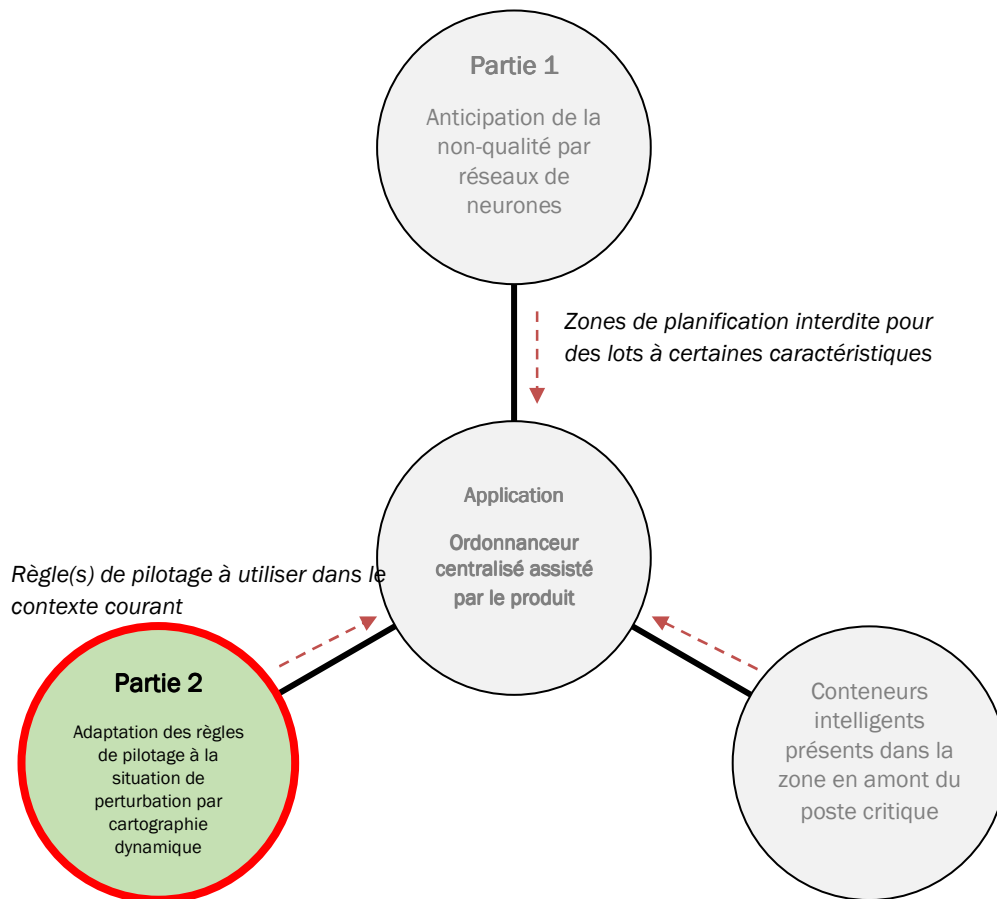 Partie 1
Anticipation de la
non-qualité par
réseaux de
neurones
Zones de planification interdite pour
des lots à certaines caractéristiques
Application
Ordonnanceur
centralisé assisté
par le produit
Règle(s) de pilotage à utiliser dans le
contexte courant
Partie 2
Adaptation des règles
de pilotage à la
situation de
perturbation par
cartographie
dynamique
Conteneurs
intelligents
présents dans la
zone en amont du
poste critique